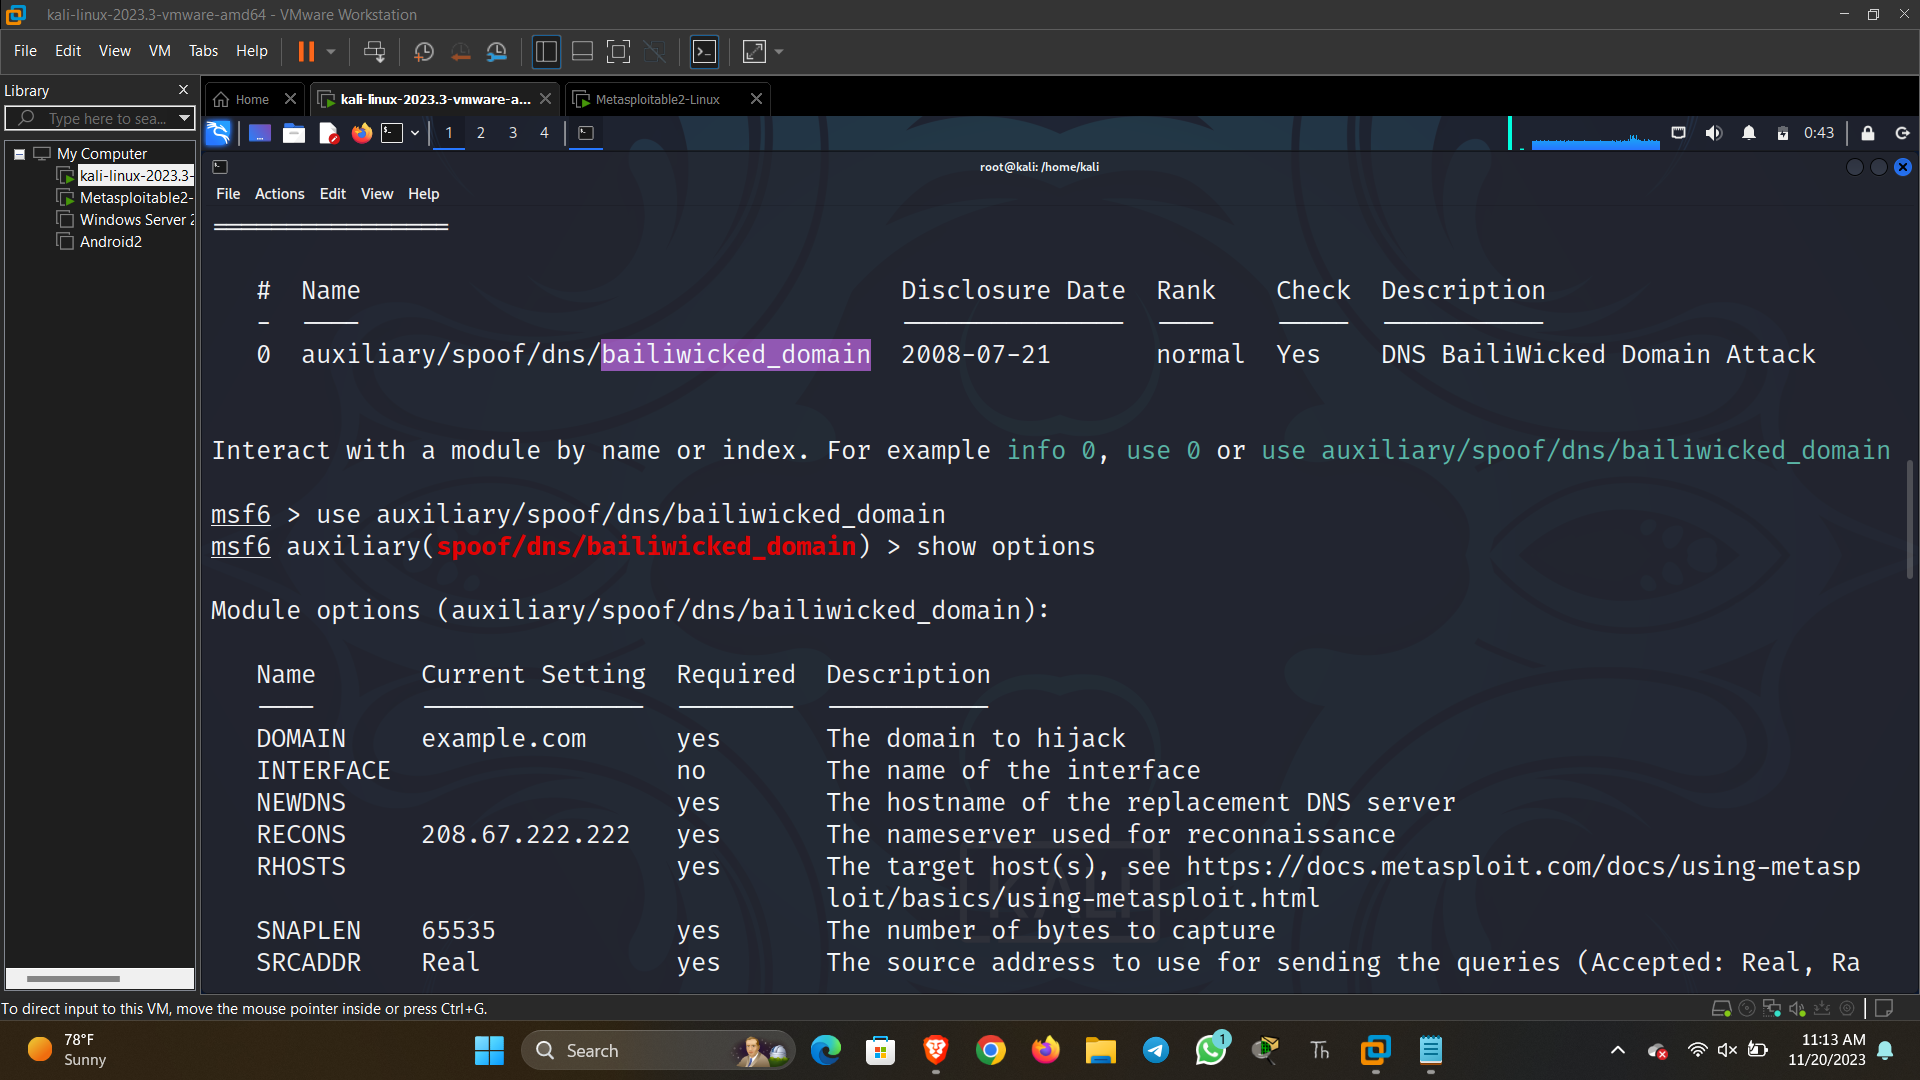 kali-linux-2023.3-vmware-amd64 - VMware Workstation
File Edit View VM Tabs Help
Library
Type here to sea...
My Computer
kali-linux-2023.3-
Metasploitable2-
Windows Server 2
Android2
Home kali-linux-2023.3-vmware-a... Metasploitable2-Linux
1 2 3 4 0:43
root@kali: /home/kali
File Actions Edit View Help
# Name Disclosure Date Rank Check Description
0 auxiliary/spoof/dns/bailiwicked_domain 2008-07-21 normal Yes DNS BailiWicked Domain Attack
Interact with a module by name or index. For example info 0, use 0 or use auxiliary/spoof/dns/bailiwicked_domain
msf6 > use auxiliary/spoof/dns/bailiwicked_domain
msf6 auxiliary(spoof/dns/bailiwicked_domain) > show options
Module options (auxiliary/spoof/dns/bailiwicked_domain):
Name Current Setting Required Description
DOMAIN example.com yes The domain to hijack
INTERFACE no The name of the interface
NEWDNS yes The hostname of the replacement DNS server
RECONS 208.67.222.222 yes The nameserver used for reconnaissance
RHOSTS yes The target host(s), see https://docs.metasploit.com/docs/using-metasp
loit/basics/using-metasploit.html
SNAPLEN 65535 yes The number of bytes to capture
SRCADDR Real yes The source address to use for sending the queries (Accepted: Real, Ra
KALI
To direct input to this VM, move the mouse pointer inside or press Ctrl+G.
78°F
Sunny
Search
1
Th
11:13 AM
11/20/2023